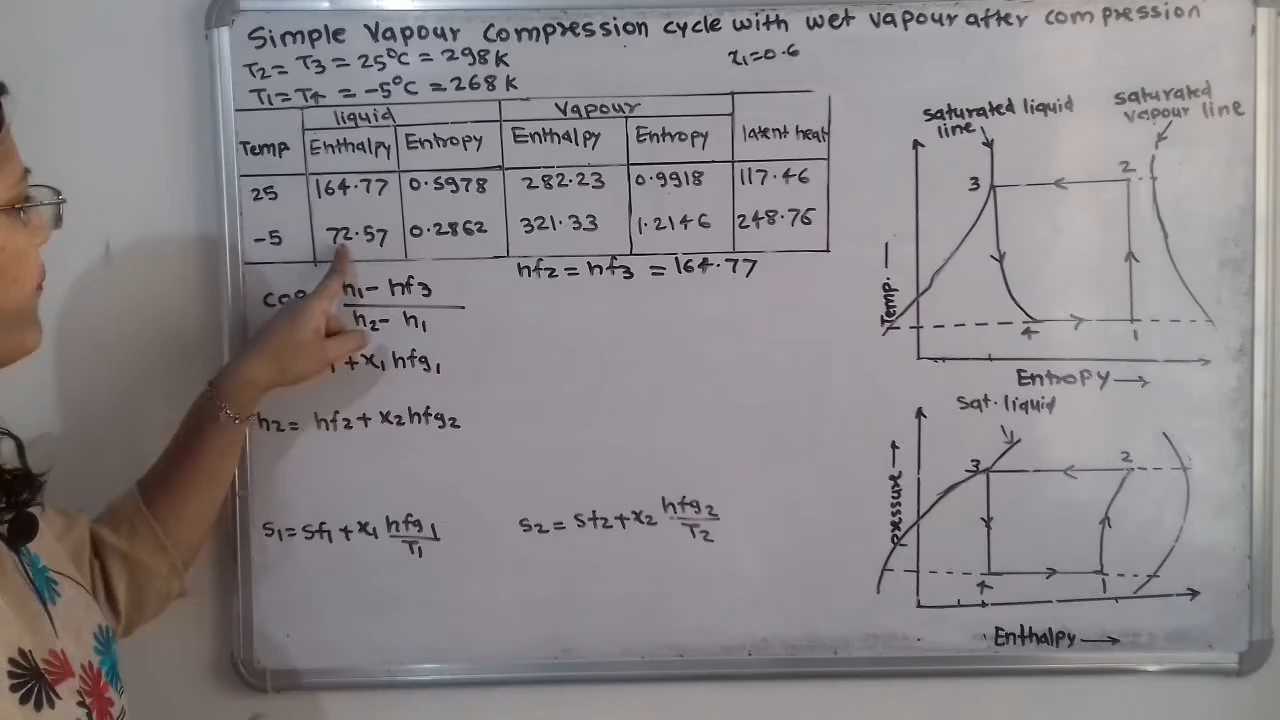 Simple Vapour compression cycle with wet vapour after compression
T2 = T3 = 25°C = 298K
x1=0.6
T1=T4 = -5°C = 268K
Temp liquid Vapour latent heat
Enthalpy Entropy Enthalpy Entropy
25 164.77 0.5978 282.23 0.9918 117.46
-5 72.57 0.2862 321.33 1.2146 248.76
hf2 = hf3 = 164.77
h1 - hf3
h2 - h1
+ x1 hfg1
h2 = hf2 + x2 hfg2
s1 = sf1 + x1 hfg1/T1
s2 = sf2 + x2 hfg2/T2
saturated liquid line
saturated vapour line
3 2
4 1
Temp.
Entropy
sat. liquid
3 2
4 1
Enthalpy